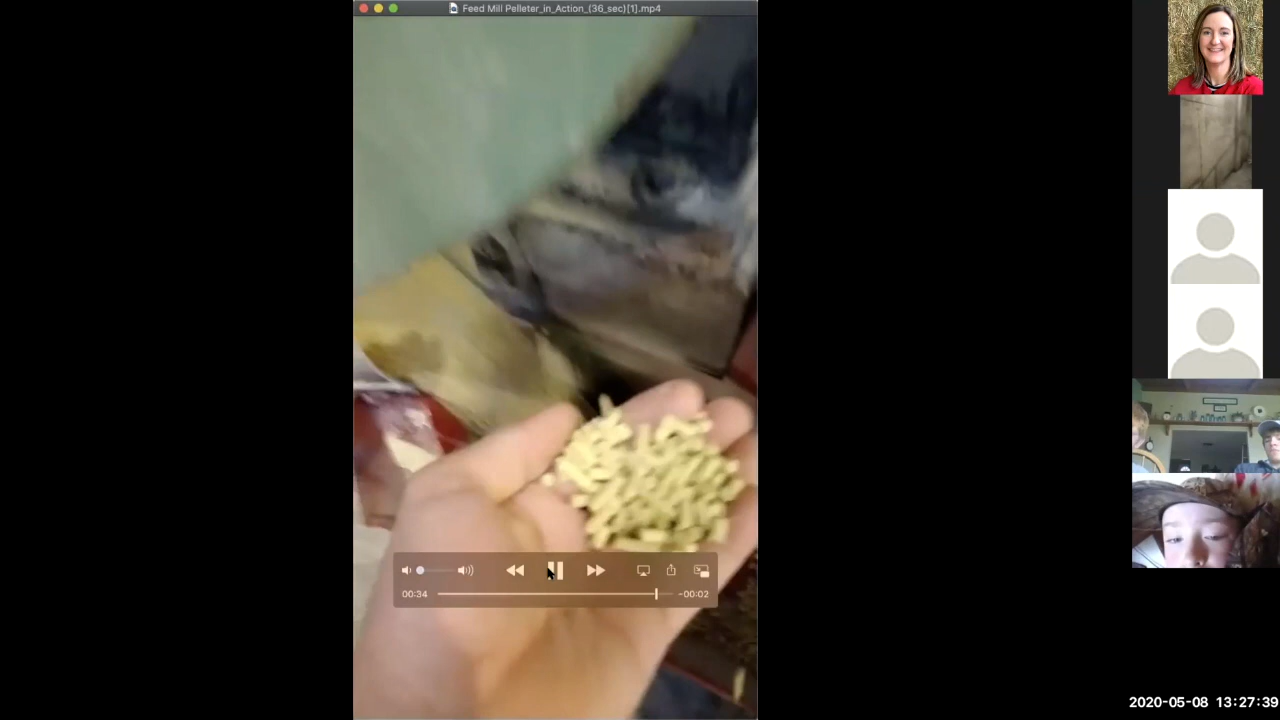 Feed Mill Pelleter_in_Action_(36_sec)[1].mp4
00:34
-00:02
2020-05-08 13:27:39